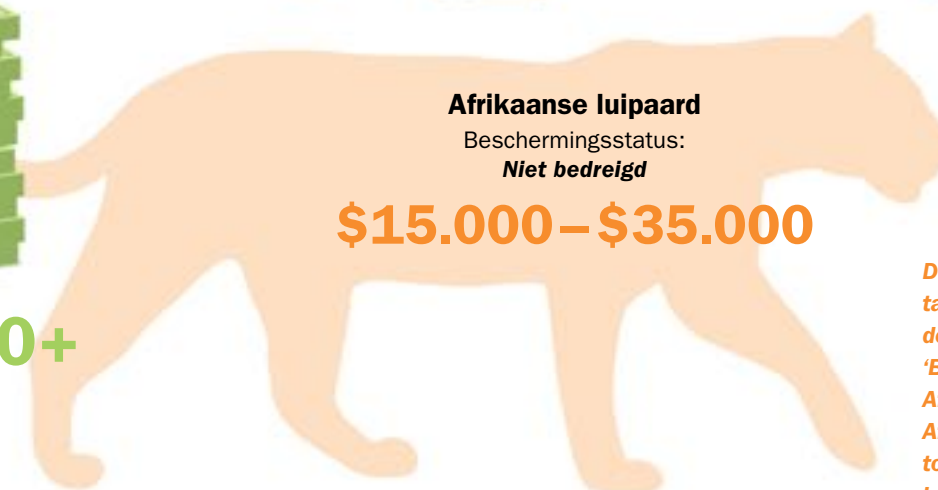 Afrikaanse luipaard
Beschermingsstatus:
Niet bedreigd
$15.000–$35.000
0+